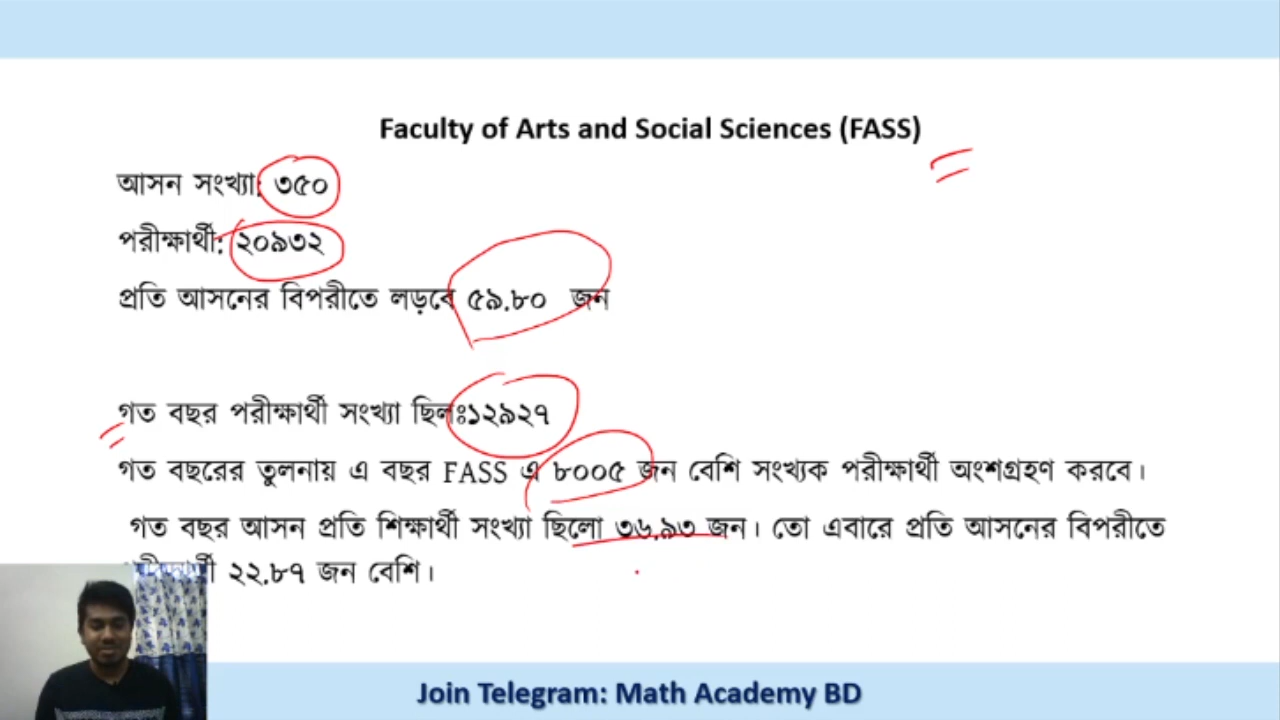 Faculty of Arts and Social Sciences (FASS)
আসন সংখ্যা: ৩৫০
পরীক্ষার্থী: ২০৯৩২
প্রতি আসনের বিপরীতে লড়বে ৫৯.৮০ জন
গত বছর পরীক্ষার্থী সংখ্যা ছিলঃ১২৯২৭
গত বছরের তুলনায় এ বছর FASS এ ৮০০৫ জন বেশি সংখ্যক পরীক্ষার্থী অংশগ্রহণ করবে।
গত বছর আসন প্রতি শিক্ষার্থী সংখ্যা ছিলো ৩৬.৯৩ জন। তো এবারে প্রতি আসনের বিপরীতে
২২.৮৭ জন বেশি।
Join Telegram: Math Academy BD